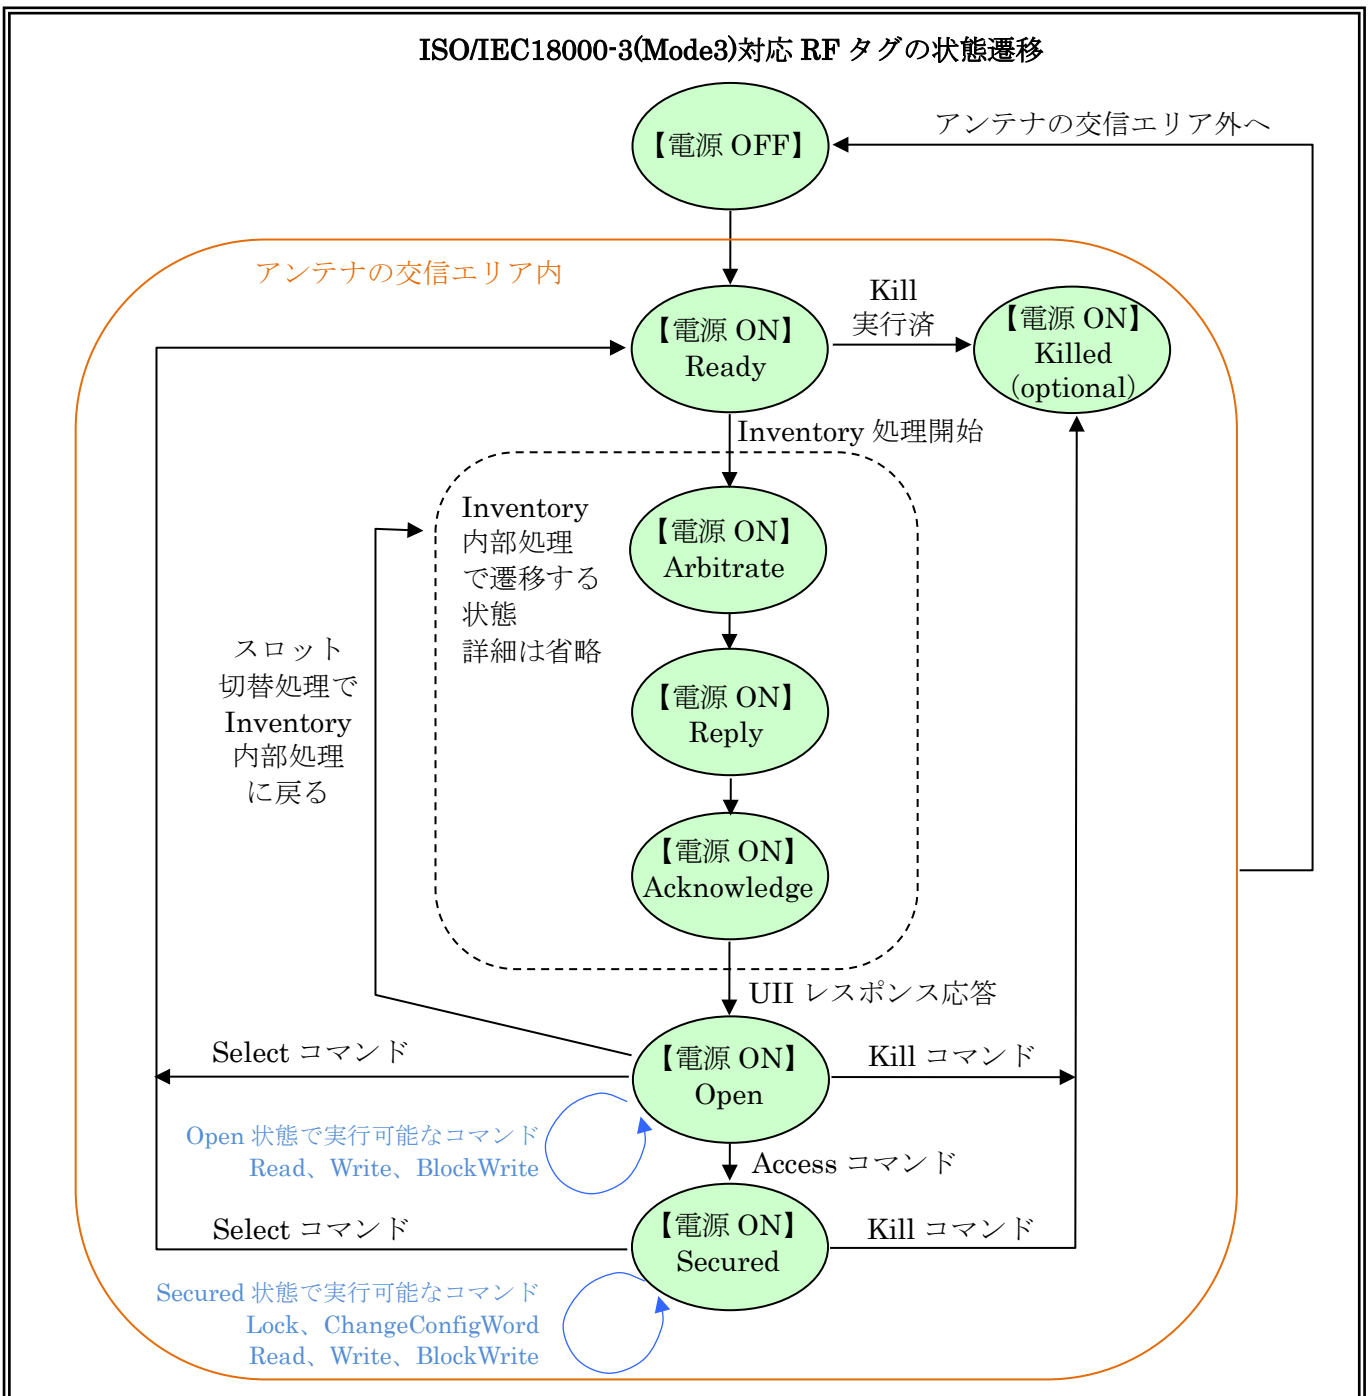 ISO/IEC18000-3(Mode3)対応 RF タグの状態遷移
【電源 OFF】
アンテナの交信エリア外へ
アンテナの交信エリア内
【電源 ON】
Ready
Kill
実行済
【電源 ON】
Killed
(optional)
Inventory 処理開始
Inventory
内部処理
で遷移する
状態
詳細は省略
【電源 ON】
Arbitrate
スロット
切替処理で
Inventory
内部処理
に戻る
【電源 ON】
Reply
【電源 ON】
Acknowledge
UII レスポンス応答
Select コマンド
【電源 ON】
Open
Kill コマンド
Open 状態で実行可能なコマンド
Read、Write、BlockWrite
Access コマンド
Select コマンド
【電源 ON】
Secured
Kill コマンド
Secured 状態で実行可能なコマンド
Lock、ChangeConfigWord
Read、Write、BlockWrite